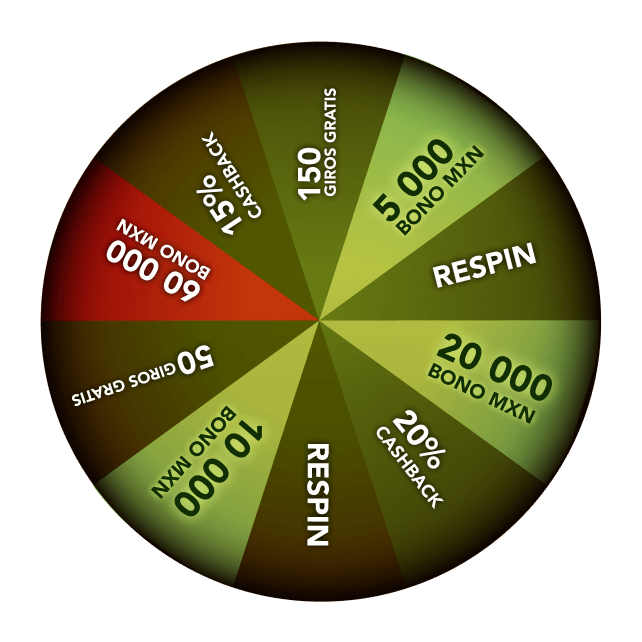 150
GIROS GRATIS
5 000
BONO MXN
RESPIN
20 000
BONO MXN
20%
CASHBACK
RESPIN
10 000
BONO MXN
50 GIROS GRATIS
60 000
BONO MXN
15%
CASHBACK